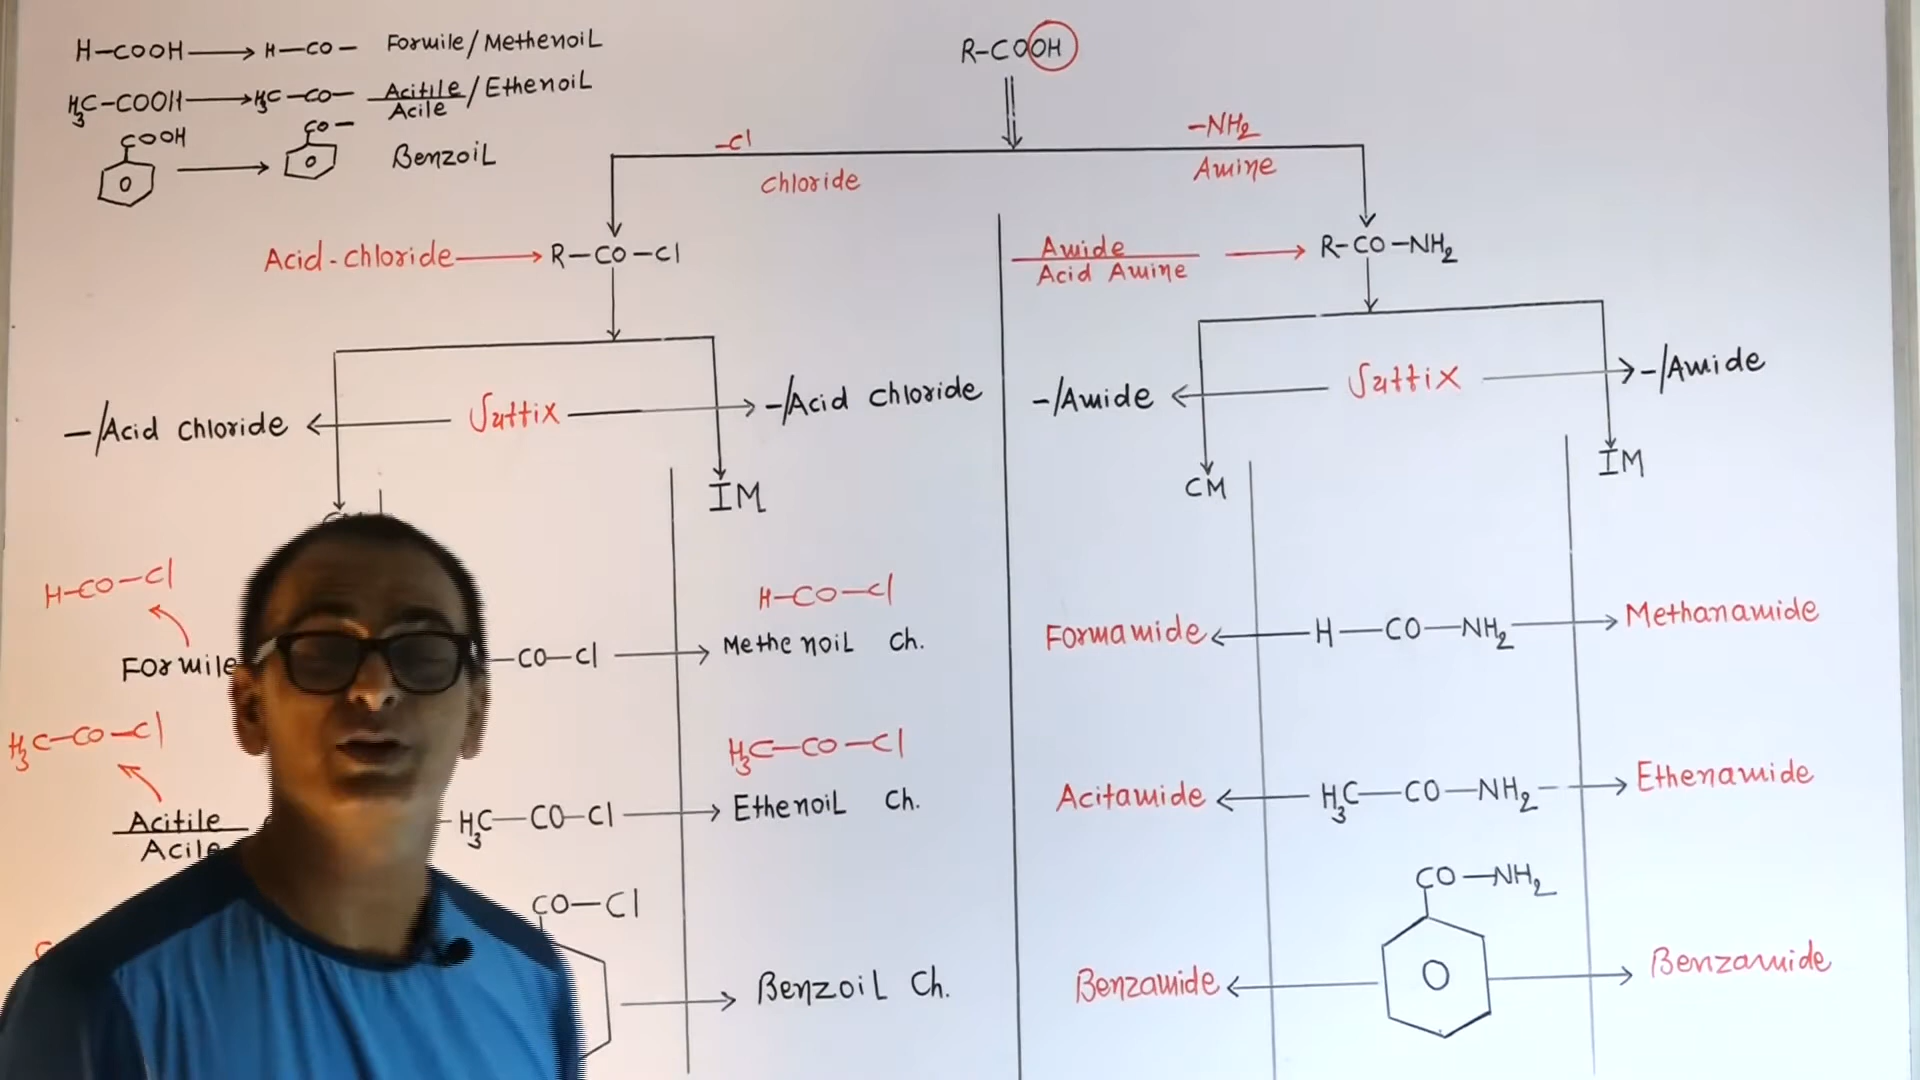 H-COOH → H-CO- Formile/MethenoiL
H₃C-COOH → H₃C-CO- Acitile/EthenoiL
Acile
COOH
CO-
BenzoiL
R-COOH
-Cl
-NH₂
Chloride
Amine
Acid-chloride → R-CO-Cl
Amide → R-CO-NH₂
Acid Amine
-/Acid chloride ← Suffix → -/Acid chloride
-/Amide ← Suffix → -/Amide
IM
CM
IM
H-CO-Cl
H-CO-Cl
Formile
-CO-Cl → MethenoiL Ch.
Formamide ← H-CO-NH₂ → Methanamide
H₃C-CO-Cl
H₃C-CO-Cl
Acitile
Acile
H₃C-CO-Cl → EthenoiL Ch.
Acitamide ← H₃C-CO-NH₂ → Ethenamide
CO-Cl
CO-NH₂
BenzoiL Ch.
Benzamide ← → Benzamide